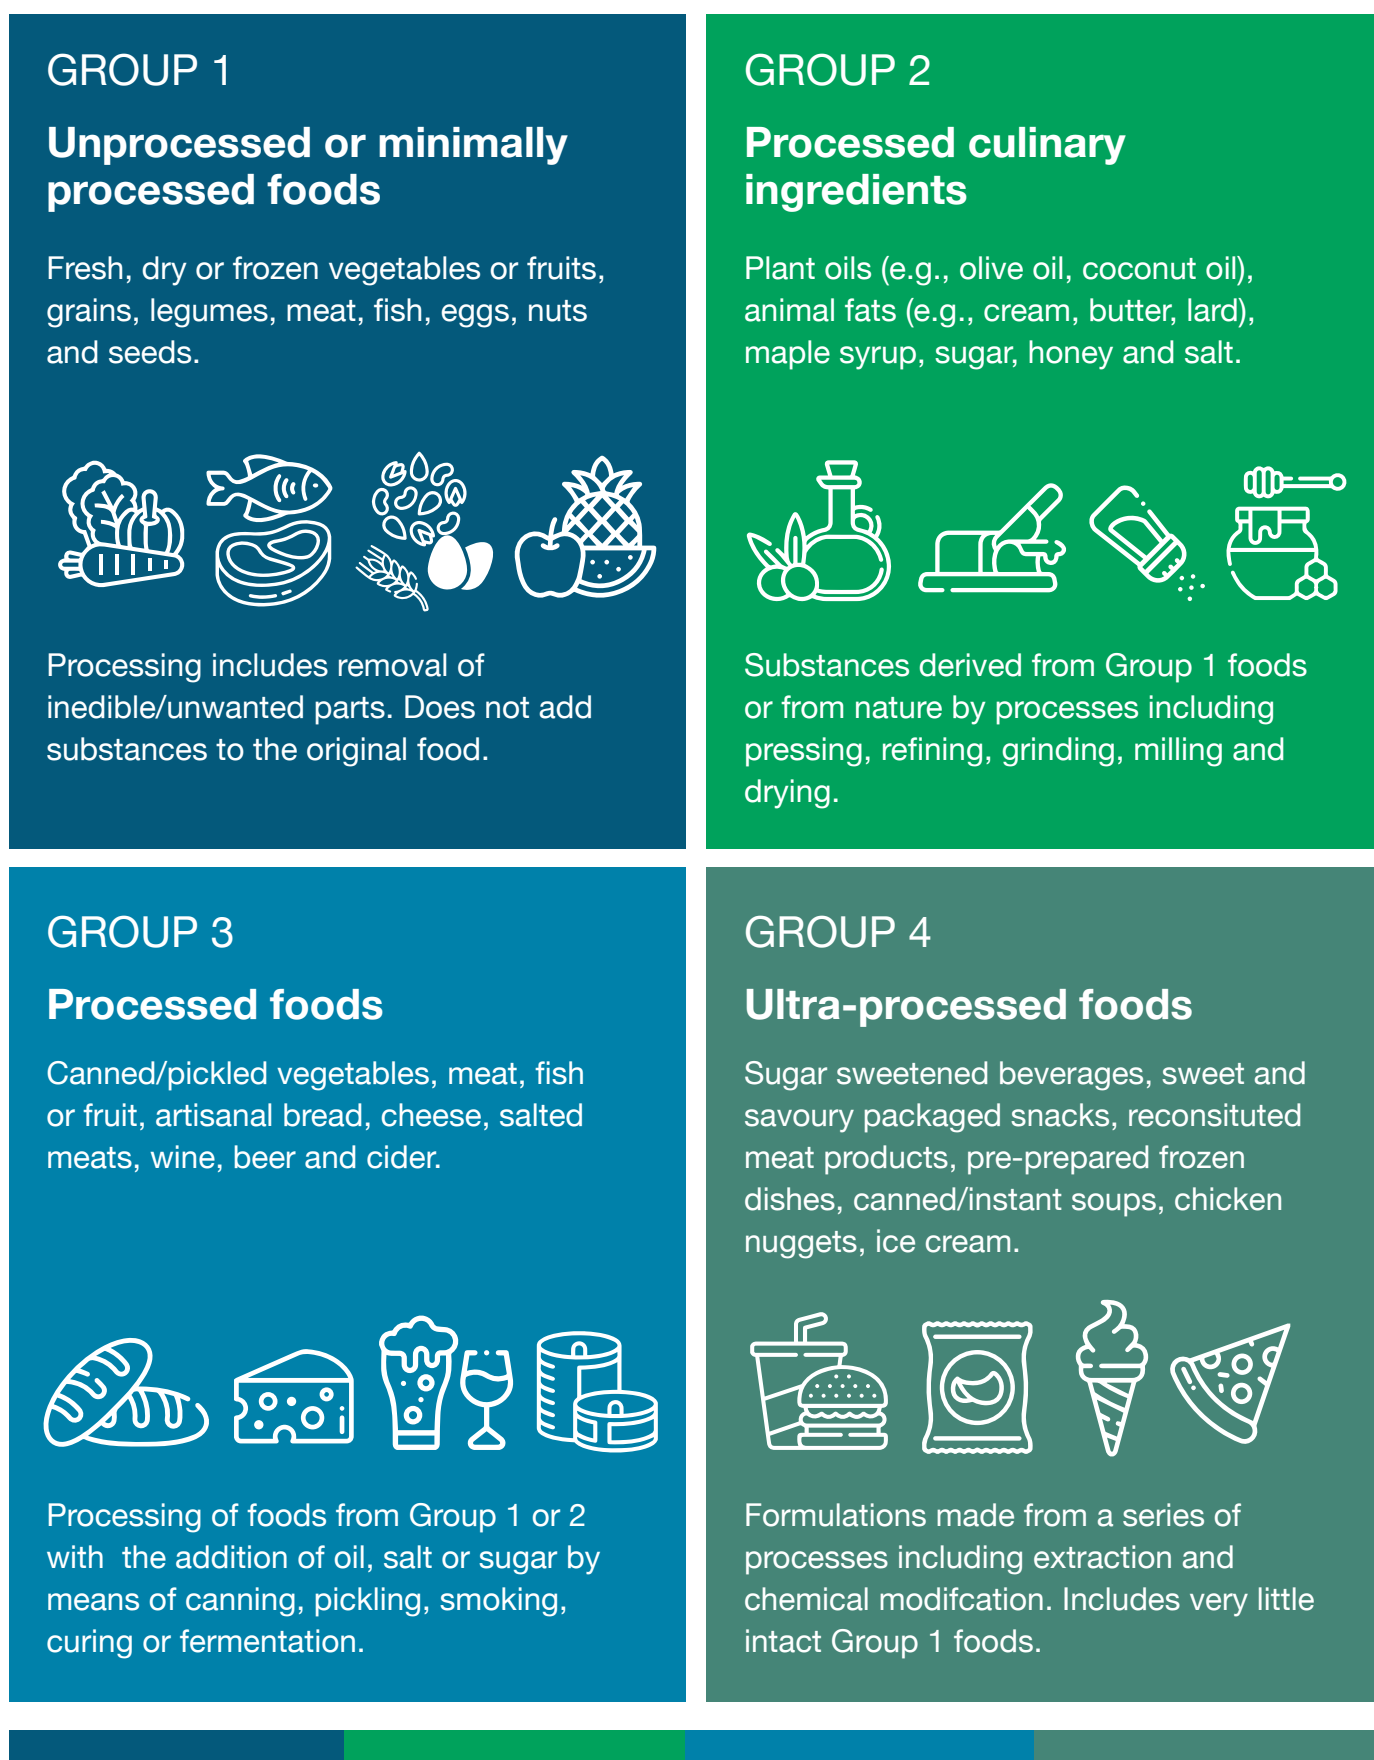 GROUP 1
Unprocessed or minimally
processed foods
Fresh, dry or frozen vegetables or fruits,
grains, legumes, meat, fish, eggs, nuts
and seeds.
Processing includes removal of
inedible/unwanted parts. Does not add
substances to the original food.
GROUP 2
Processed culinary
ingredients
Plant oils (e.g., olive oil, coconut oil),
animal fats (e.g., cream, butter, lard),
maple syrup, sugar, honey and salt.
Substances derived from Group 1 foods
or from nature by processes including
pressing, refining, grinding, milling and
drying.
GROUP 3
Processed foods
Canned/pickled vegetables, meat, fish
or fruit, artisanal bread, cheese, salted
meats, wine, beer and cider.
Processing of foods from Group 1 or 2
with  the addition of oil, salt or sugar by
means of canning, pickling, smoking,
curing or fermentation.
GROUP 4
Ultra-processed foods
Sugar sweetened beverages, sweet and
savoury packaged snacks, reconsituted
meat products, pre-prepared frozen
dishes, canned/instant soups, chicken
nuggets, ice cream.
Formulations made from a series of
processes including extraction and
chemical modifcation. Includes very little
intact Group 1 foods.